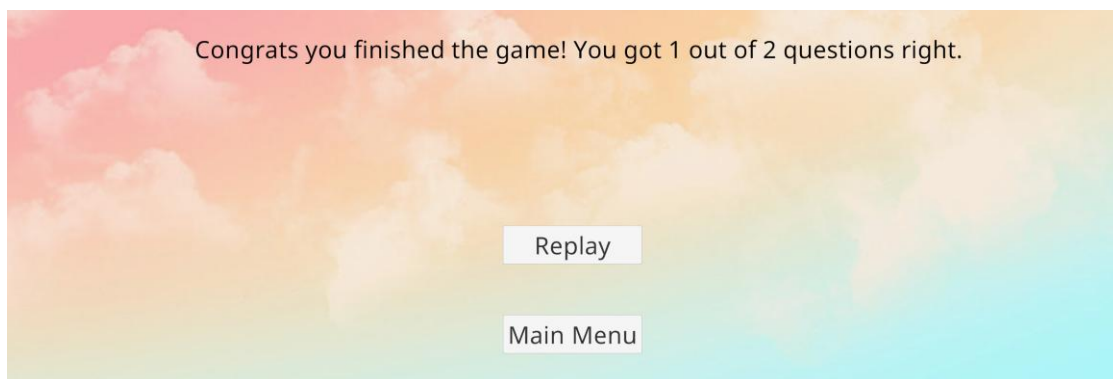 Congrats you finished the game! You got 1 out of 2 questions right.
Replay
Main Menu